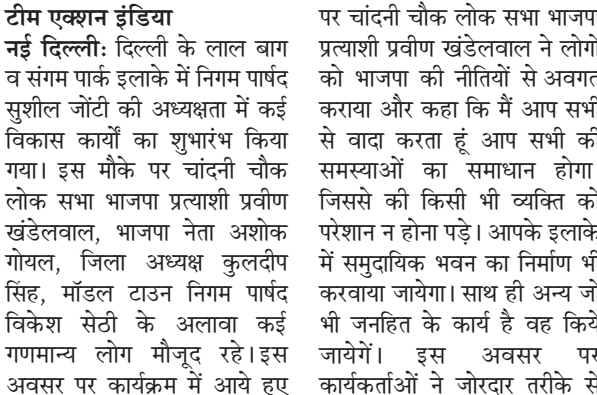 टीम एक्शन इंडिया
नई दिल्ली: दिल्ली के लाल बाग
व संगम पार्क इलाके में निगम पार्षद
सुशील जोंटी की अध्यक्षता में कई
विकास कार्यों का शुभारंभ किया
गया। इस मौके पर चांदनी चौक
लोक सभा भाजपा प्रत्याशी प्रवीण
खंडेलवाल, भाजपा नेता अशोक
गोयल, जिला अध्यक्ष कुलदीप
सिंह, मॉडल टाउन निगम पार्षद
विकेश सेठी के अलावा कई
गणमान्य लोग मौजूद रहे।इस
अवसर पर कार्यक्रम में आये हुए
पर चांदनी चौक लोक सभा भाजपा
प्रत्याशी प्रवीण खंडेलवाल ने लोगों
को भाजपा की नीतियों से अवगत
कराया और कहा कि मैं आप सभी
से वादा करता हूं आप सभी की
समस्याओं का समाधान होगा
जिससे की किसी भी व्यक्ति को
परेशान न होना पड़े। आपके इलाके
में समुदायिक भवन का निर्माण भी
करवाया जायेगा। साथ ही अन्य जो
भी जनहित के कार्य है वह किये
जायेगें। इस अवसर पर
कार्यकर्ताओं ने जोरदार तरीके से